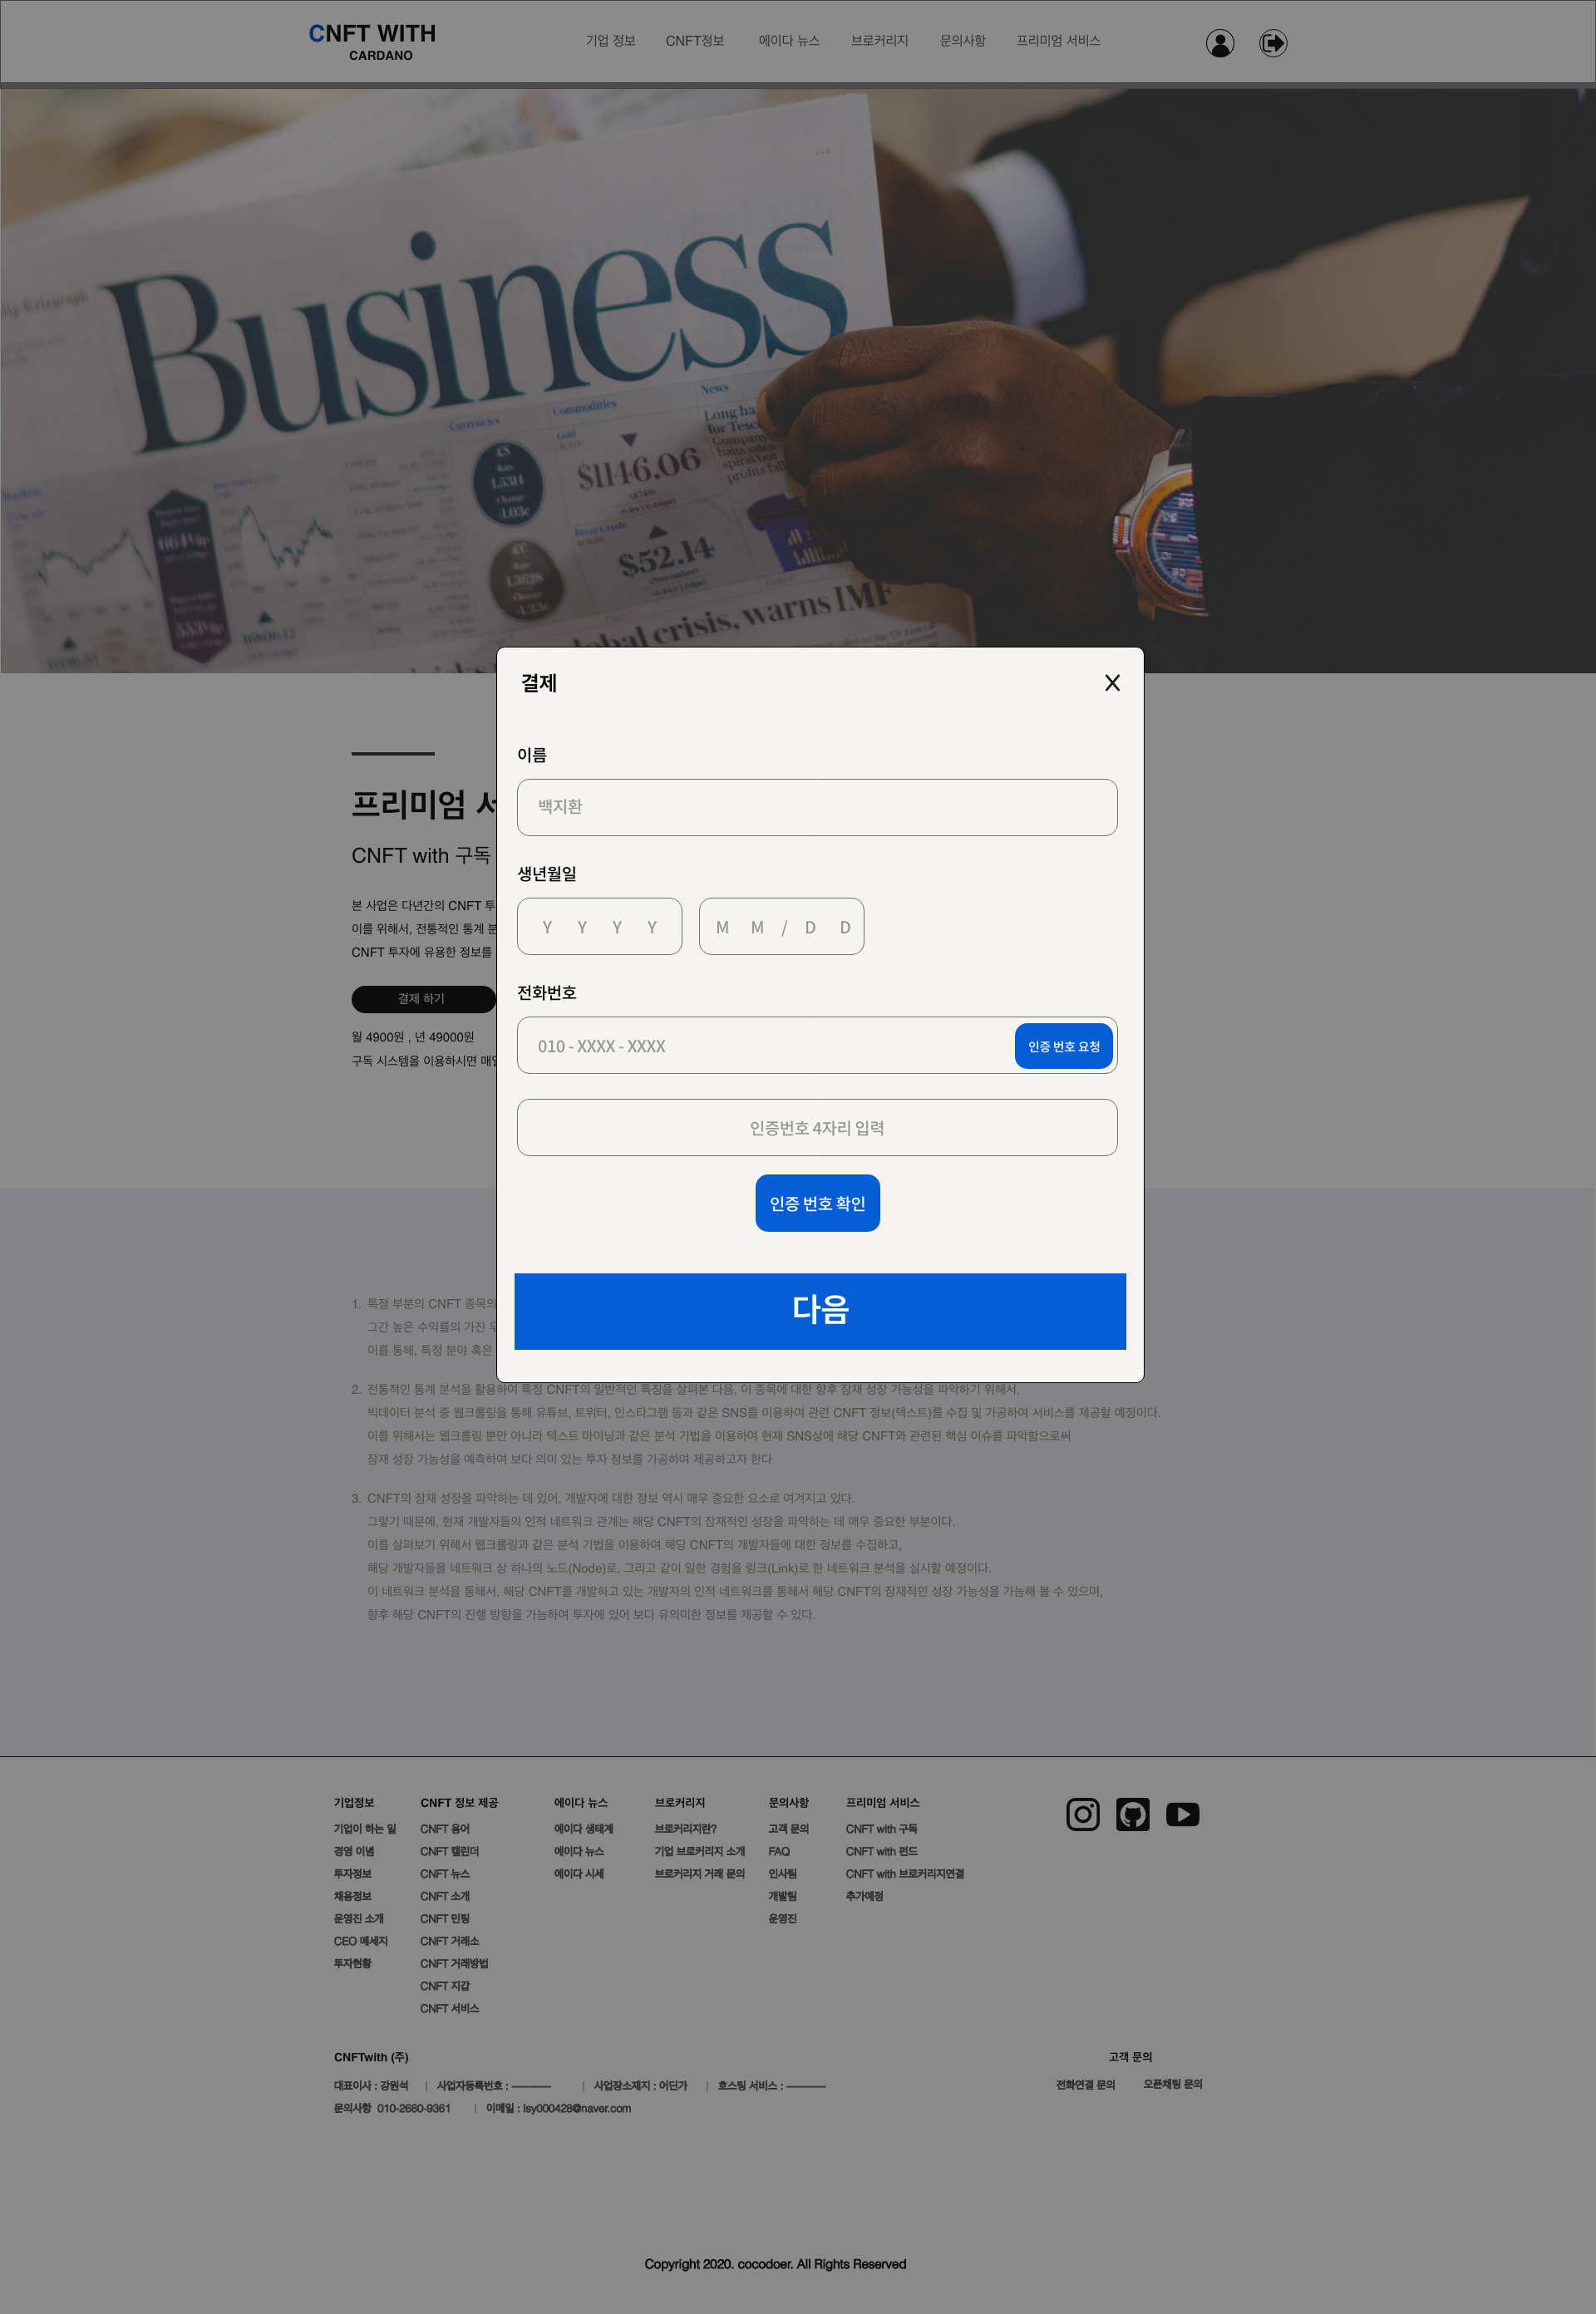 CNFT WITH
CARDANO
기업 정보
CNFT정보
에이다 뉴스
브로커리지
문의사항
프리미엄 서비스
Business
News
Commodities
Currencies
Gold
$1146.06
Rate
Change
-4.03c
Markets
$52.14
(November)
Rate
Change
global crisis, warns IMF
결제
X
이름
백지환
생년월일
Y Y Y Y
M M / D D
전화번호
010 - XXXX - XXXX
인증 번호 요청
인증번호 4자리 입력
인증 번호 확인
다음
프리미엄
CNFT with 구독
본 사업은 다년간의 CNFT
이를 위해서, 전통적인 통계
CNFT 투자에 유용한 정보를
결제 하기
월 4900원 , 년 49000원
구독 시스템을 이용하시면
1. 특정 부분의 CNFT 종목의
그간 높은 수익률의 가진
이를 통해, 특정 분야 혹은
2. 전통적인 통계 분석을 활용하여 특정 CNFT의 일반적인 특징을 살펴본 다음, 이 종목에 대한 향후 잠재 성장 가능성을 파악하기 위해서,
빅데이터 분석 중 웹크롤링을 통해 유튜브, 트위터, 인스타그램 등과 같은 SNS를 이용하여 관련 CNFT 정보(텍스트)를 수집 및 가공하여 서비스를 제공할 예정이다.
이를 위해서는 웹크롤링 뿐만 아니라 텍스트 마이닝과 같은 분석 기법을 이용하여 현재 SNS상에 해당 CNFT와 관련된 핵심 이슈를 파악함으로써
잠재 성장 가능성을 예측하여 보다 의미 있는 투자 정보를 가공하여 제공하고자 한다
3. CNFT의 잠재 성장을 파악하는 데 있어, 개발자에 대한 정보 역시 매우 중요한 요소로 여겨지고 있다.
그렇기 때문에, 현재 개발자들의 인적 네트워크 관계는 해당 CNFT의 잠재적인 성장을 파악하는 데 매우 중요한 부분이다.
이를 살펴보기 위해서 웹크롤링과 같은 분석 기법을 이용하여 해당 CNFT의 개발자들에 대한 정보를 수집하고,
해당 개발자들을 네트워크 상 하나의 노드(Node)로, 그리고 같이 일한 경험을 링크(Link)로 한 네트워크 분석을 실시할 예정이다.
이 네트워크 분석을 통해서, 해당 CNFT를 개발하고 있는 개발자의 인적 네트워크를 통해서 해당 CNFT의 잠재적인 성장 가능성을 가늠해 볼 수 있으며,
향후 해당 CNFT의 진행 방향을 가늠하여 투자에 있어 보다 유의미한 정보를 제공할 수 있다.
기업정보
기업이 하는 일
경영 이념
투자정보
채용정보
운영진 소개
CEO 메세지
투자현황
CNFT 정보 제공
CNFT 용어
CNFT 캘린더
CNFT 뉴스
CNFT 소개
CNFT 민팅
CNFT 거래소
CNFT 거래방법
CNFT 지갑
CNFT 서비스
에이다 뉴스
에이다 생태계
에이다 뉴스
에이다 시세
브로커리지
브로커리지란?
기업 브로커리지 소개
브로커리지 거래 문의
문의사항
고객 문의
FAQ
인사팀
개발팀
운영진
프리미엄 서비스
CNFT with 구독
CNFT with 펀드
CNFT with 브로커리지연결
추가예정
CNFTwith (주)
대표이사 : 강원석 | 사업자등록번호 : ---------- | 사업장소재지 : 어딘가 | 호스팅 서비스 : ----------
문의사항 010-2680-9361 | 이메일 : lsy000428@naver.com
고객 문의
전화연결 문의
오픈채팅 문의
Copyright 2020. cocodoer. All Rights Reserved